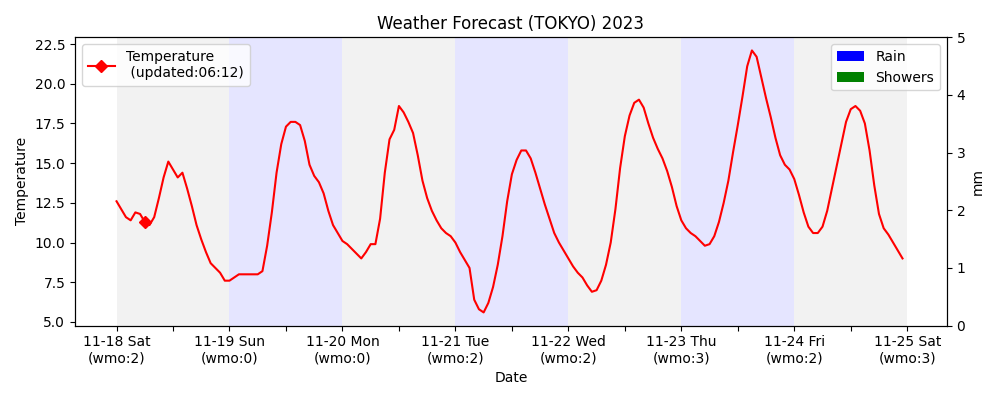 Weather Forecast (TOKYO) 2023
Temperature
(updated:06:12)
Rain
Showers
22.5
20.0
17.5
15.0
12.5
10.0
7.5
5.0
Temperature
5
4
3
2
1
0
mm
11-18 Sat
(wmo:2)
11-19 Sun
(wmo:0)
11-20 Mon
(wmo:0)
11-21 Tue
(wmo:2)
11-22 Wed
(wmo:2)
11-23 Thu
(wmo:3)
11-24 Fri
(wmo:2)
11-25 Sat
(wmo:3)
Date